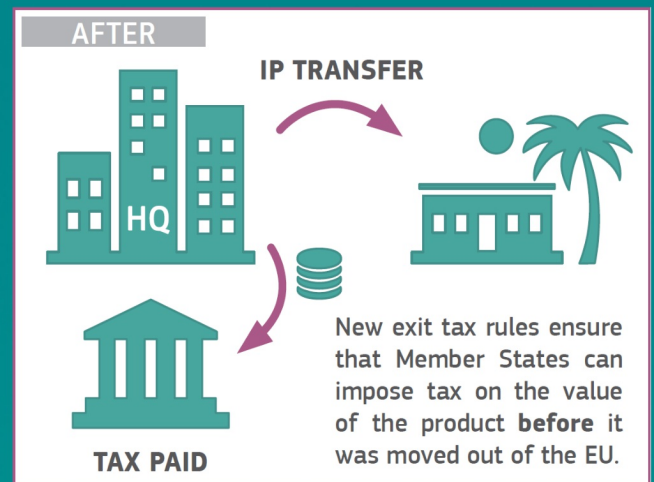 AFTER
IP TRANSFER
HQ
New exit tax rules ensure
that Member States can
impose tax on the value
of the product before it
was moved out of the EU.
TAX PAID